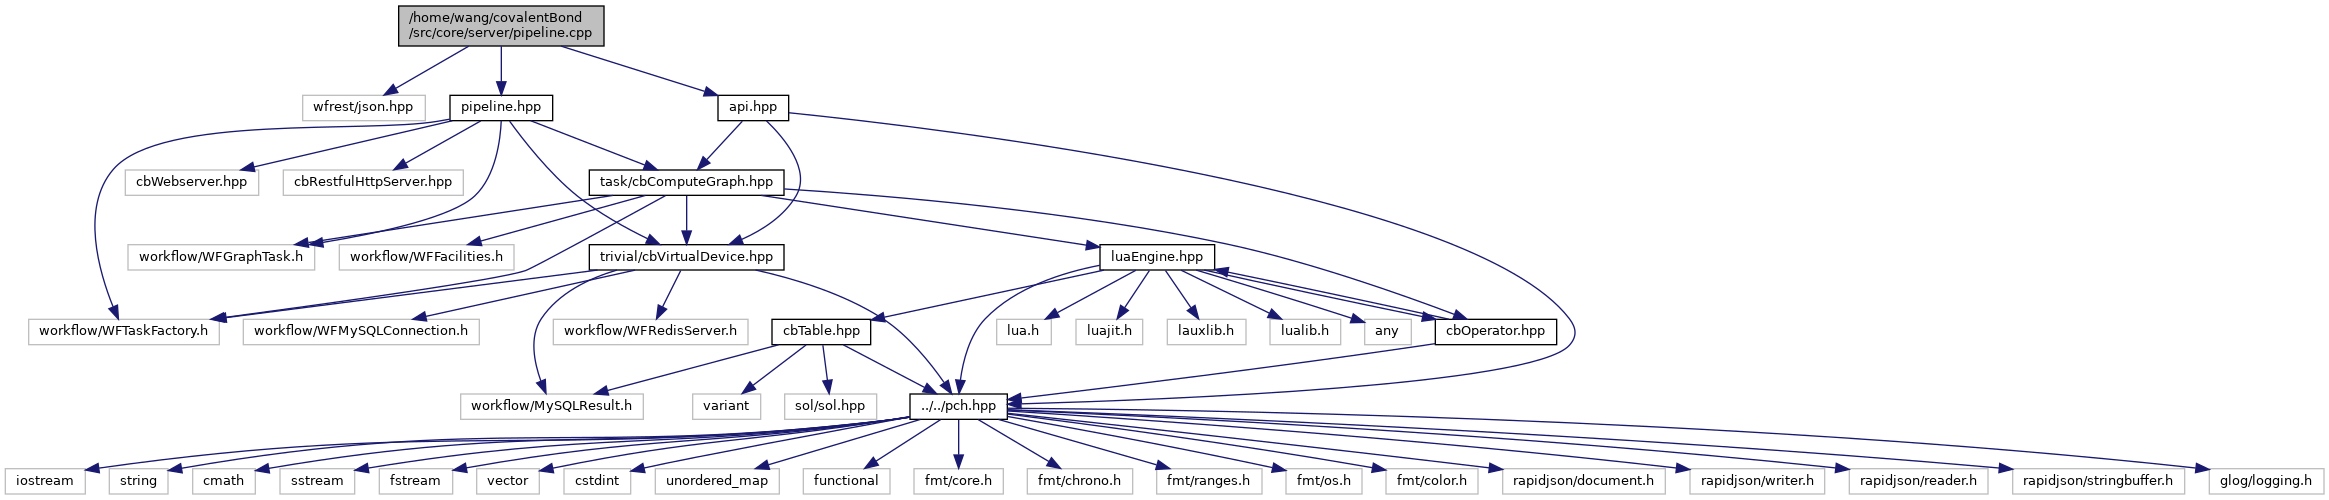 /home/wang/covalentBond
/src/core/server/pipeline.cpp
wfrest/json.hpp
pipeline.hpp
api.hpp
cbWebserver.hpp
cbRestfulHttpServer.hpp
task/cbComputeGraph.hpp
workflow/WFGraphTask.h
workflow/WFFacilities.h
trivial/cbVirtualDevice.hpp
luaEngine.hpp
workflow/WFTaskFactory.h
workflow/WFMySQLConnection.h
workflow/WFRedisServer.h
cbTable.hpp
lua.h
luajit.h
lauxlib.h
lualib.h
any
cbOperator.hpp
workflow/MySQLResult.h
variant
sol/sol.hpp
../../pch.hpp
iostream
string
cmath
sstream
fstream
vector
cstdint
unordered_map
functional
fmt/core.h
fmt/chrono.h
fmt/ranges.h
fmt/os.h
fmt/color.h
rapidjson/document.h
rapidjson/writer.h
rapidjson/reader.h
rapidjson/stringbuffer.h
glog/logging.h